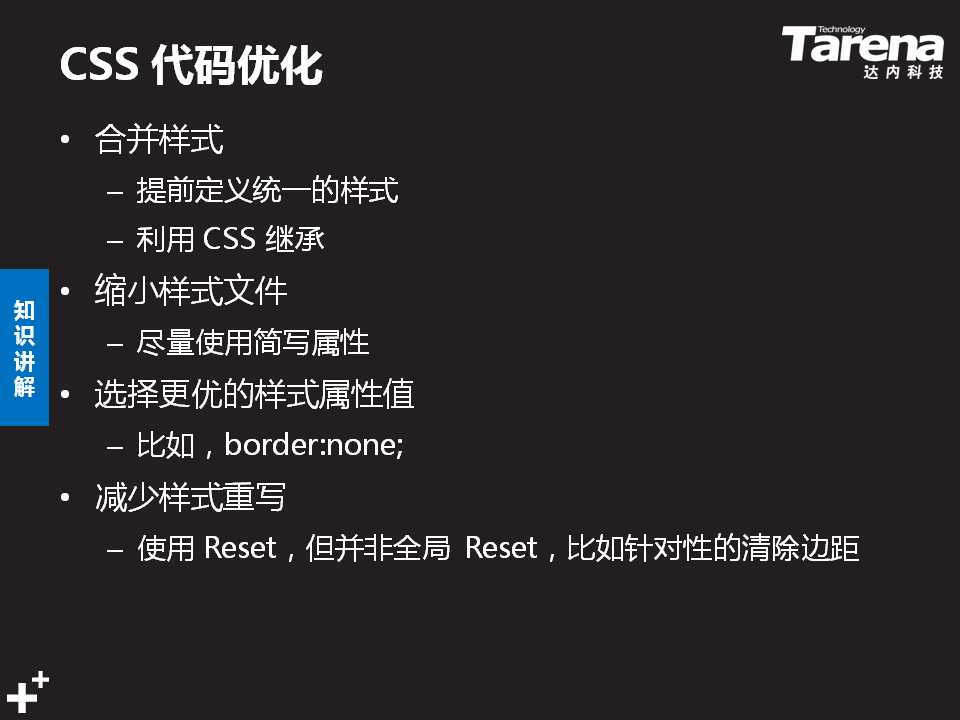 CSS 代码优化
Technology
Tarena
达内科技
• 合并样式
– 提前定义统一的样式
– 利用 CSS 继承
• 缩小样式文件
– 尽量使用简写属性
• 选择更优的样式属性值
– 比如，border:none;
• 减少样式重写
– 使用 Reset，但并非全局 Reset，比如针对性的清除边距
知识讲解